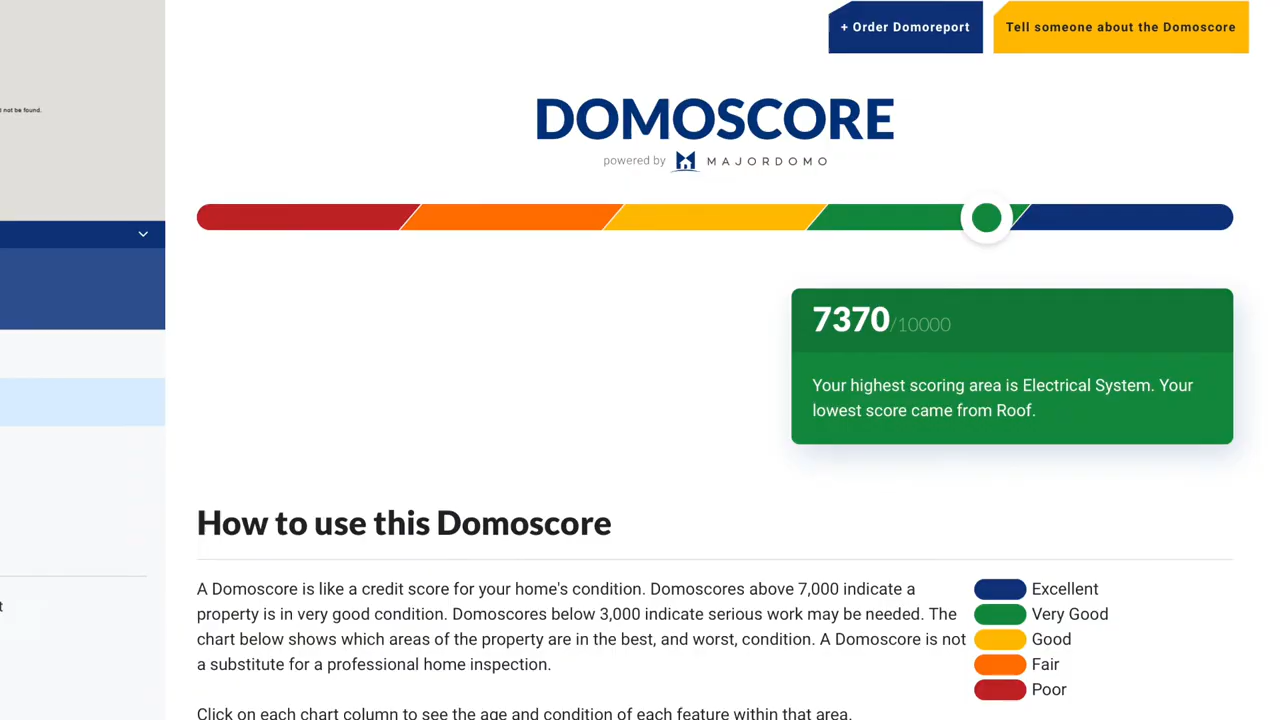 + Order Domoreport
Tell someone about the Domoscore
not be found.
DOMOSCORE
powered by MAJORDOMO
7370/10000
Your highest scoring area is Electrical System. Your
lowest score came from Roof.
How to use this Domoscore
A Domoscore is like a credit score for your home's condition. Domoscores above 7,000 indicate a
property is in very good condition. Domoscores below 3,000 indicate serious work may be needed. The
chart below shows which areas of the property are in the best, and worst, condition. A Domoscore is not
a substitute for a professional home inspection.
Excellent
Very Good
Good
Fair
Poor
Click on each chart column to see the age and condition of each feature within that area.